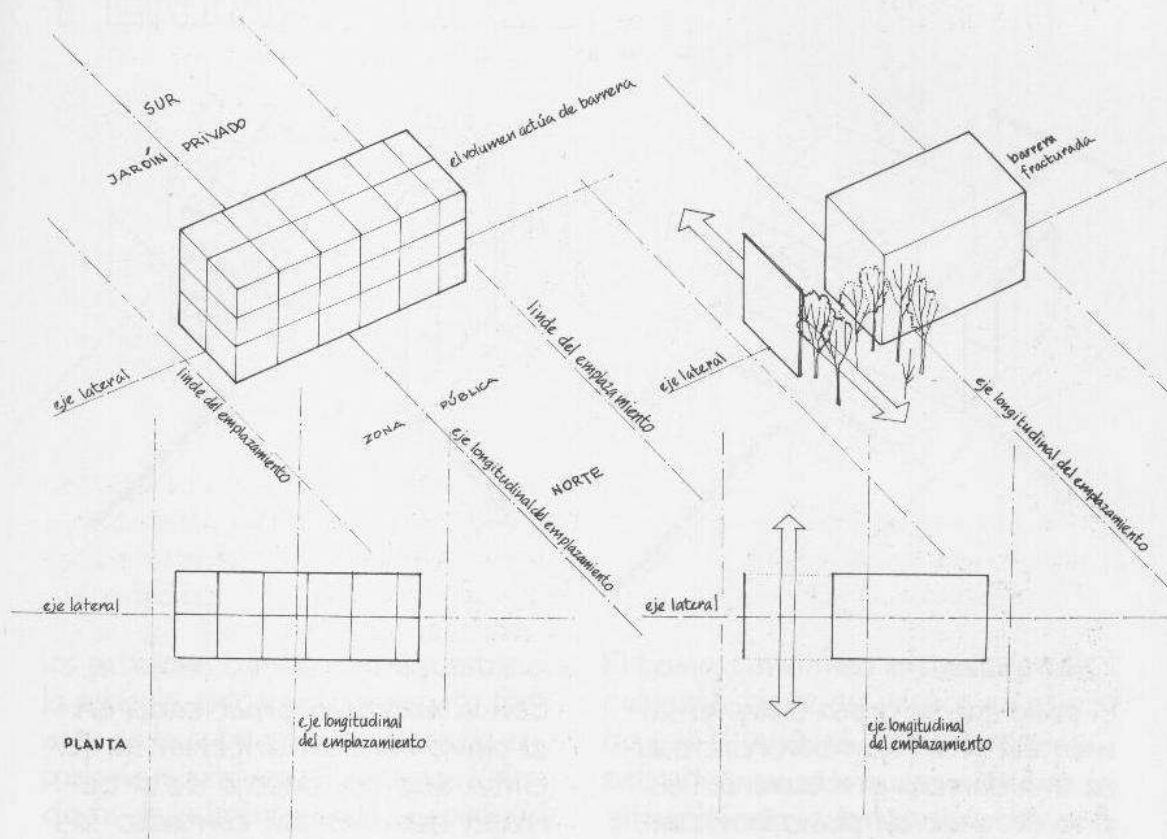 SUR
JARDÍN PRIVADO
el volumen actúa de barrera
eje lateral
linde del emplazamiento
ZONA PÚBLICA
linde del emplazamiento
NORTE
eje longitudinal del emplazamiento
barrera
fracturada
eje lateral
eje longitudinal del emplazamiento
eje lateral
PLANTA
eje longitudinal
del emplazamiento
eje lateral
eje longitudinal
del emplazamiento